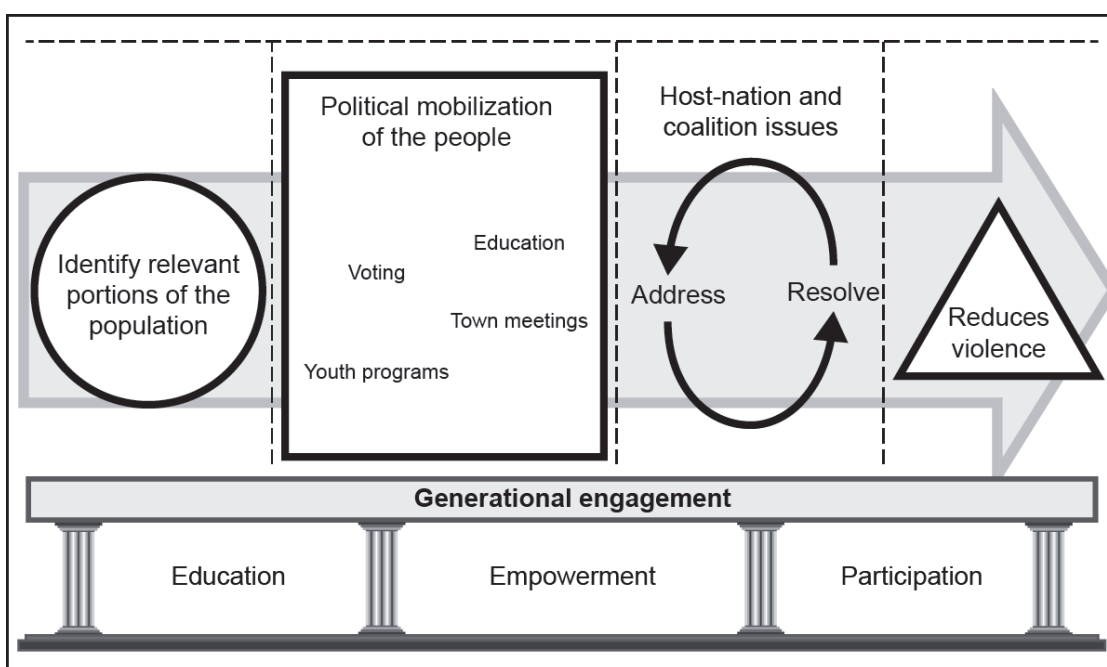 Identify relevant
portions of the
population
Political mobilization
of the people
Education
Voting
Town meetings
Youth programs
Host-nation and
coalition issues
Address
Resolve
Reduces
violence
Generational engagement
Education
Empowerment
Participation